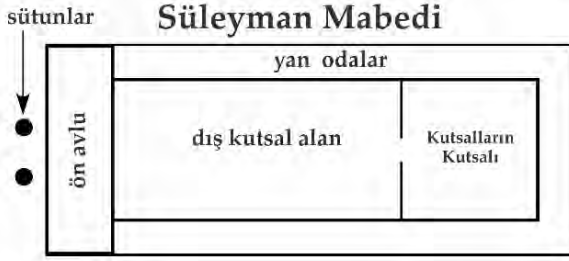 sütunlar
Süleyman Mabedi
yan odalar
ön avlu
dış kutsal alan
Kutsalların
Kutsalı